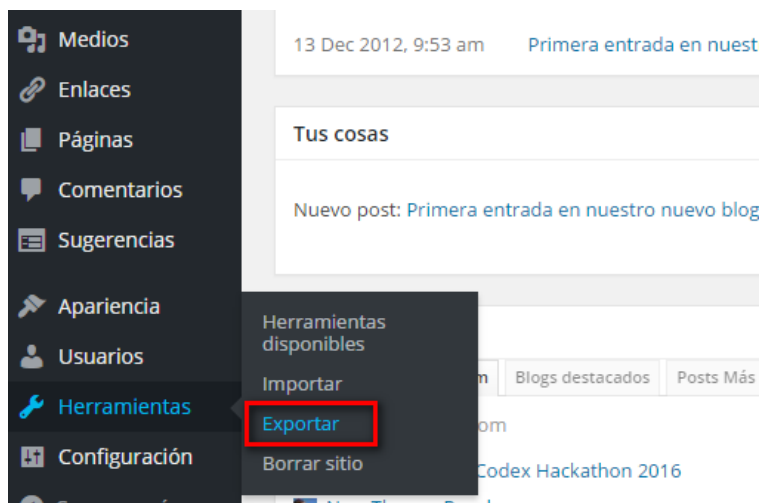 Medios
Enlaces
Páginas
Comentarios
Sugerencias
Apariencia
Usuarios
Herramientas
Configuración
Herramientas
disponibles
Importar
Exportar
Borrar sitio
13 Dec 2012, 9:53 am Primera entrada en nuest
Tus cosas
Nuevo post: Primera entrada en nuestro nuevo blog
m Blogs destacados Posts Más
om
Codex Hackathon 2016